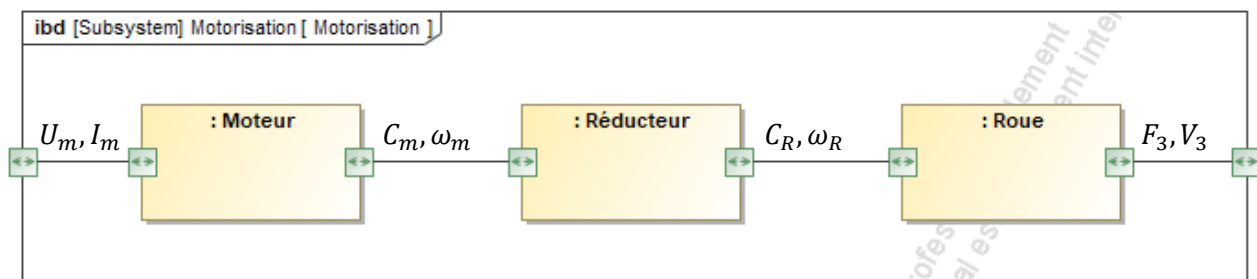 ibd [Subsystem] Motorisation [ Motorisation ]
: Moteur
: Réducteur
: Roue
U_m, I_m
C_m, ω_m
C_R, ω_R
F_3, V_3